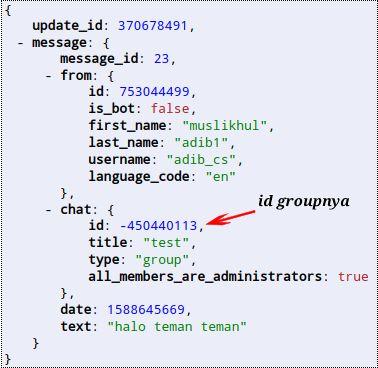 {
update_id: 370678491,
- message: {
message_id: 23,
- from: {
id: 753044499,
is_bot: false,
first_name: "muslikhul",
last_name: "adib1",
username: "adib_cs",
language_code: "en"
},
- chat: {
id: -450440113,
id groupnya
title: "test",
type: "group",
all_members_are_administrators: true
},
date: 1588645669,
text: "halo teman teman"
}
}